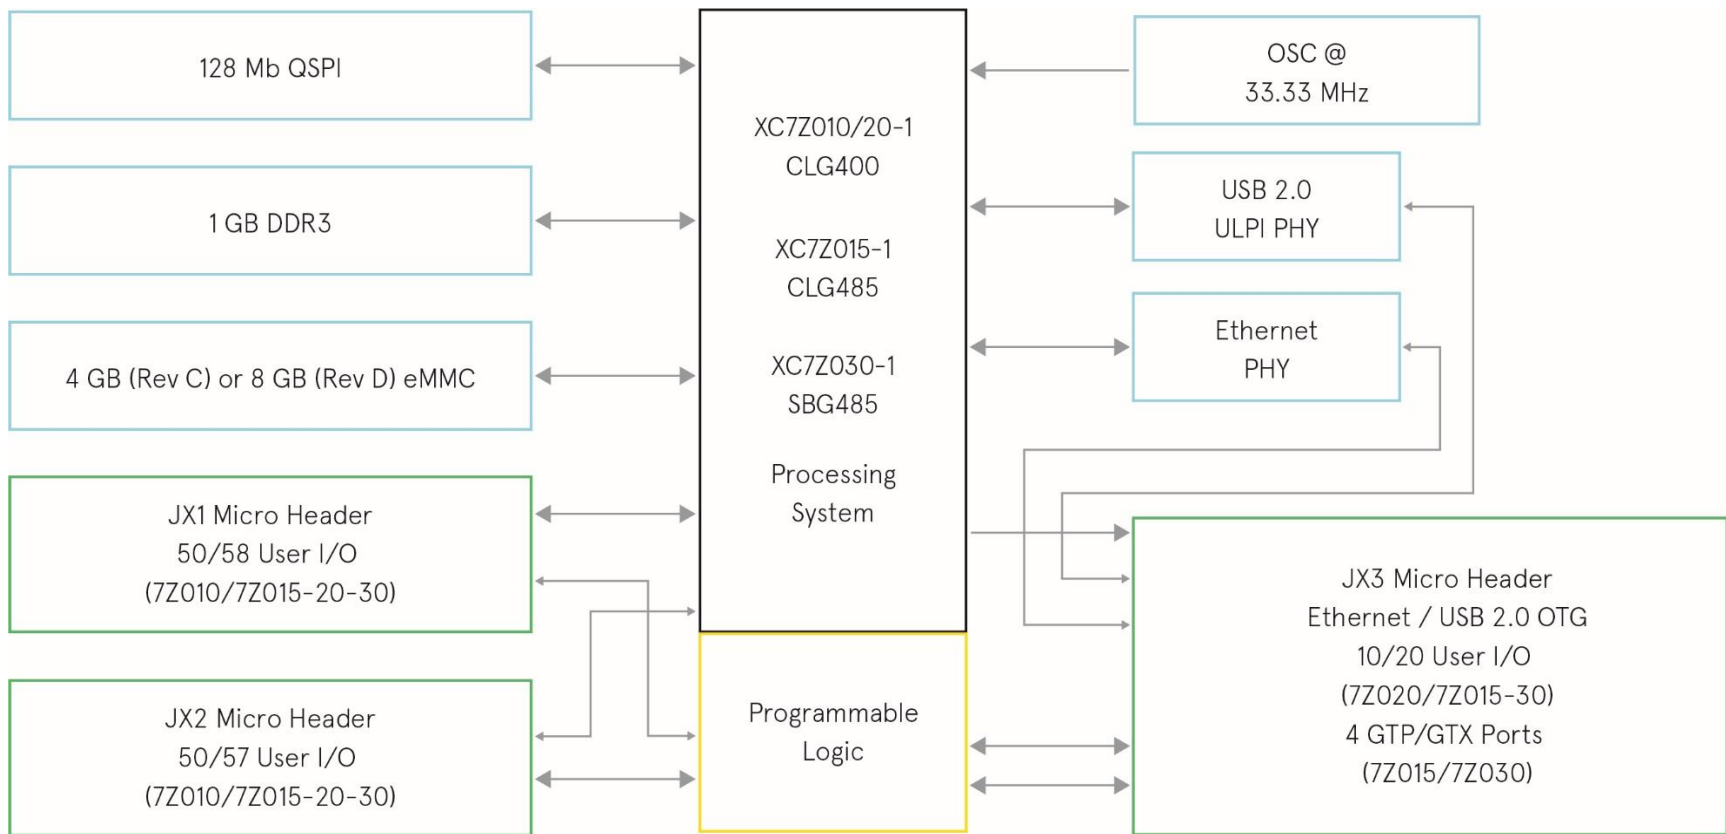 128 Mb QSPI
1 GB DDR3
4 GB (Rev C) or 8 GB (Rev D) eMMC
JX1 Micro Header
50/58 User I/O
(7Z010/7Z015-20-30)
JX2 Micro Header
50/57 User I/O
(7Z010/7Z015-20-30)
XC7Z010/20-1
CLG400
XC7Z015-1
CLG485
XC7Z030-1
SBG485
Processing
System
Programmable
Logic
OSC @
33.33 MHz
USB 2.0
ULPI PHY
Ethernet
PHY
JX3 Micro Header
Ethernet / USB 2.0 OTG
10/20 User I/O
(7Z020/7Z015-30)
4 GTP/GTX Ports
(7Z015/7Z030)